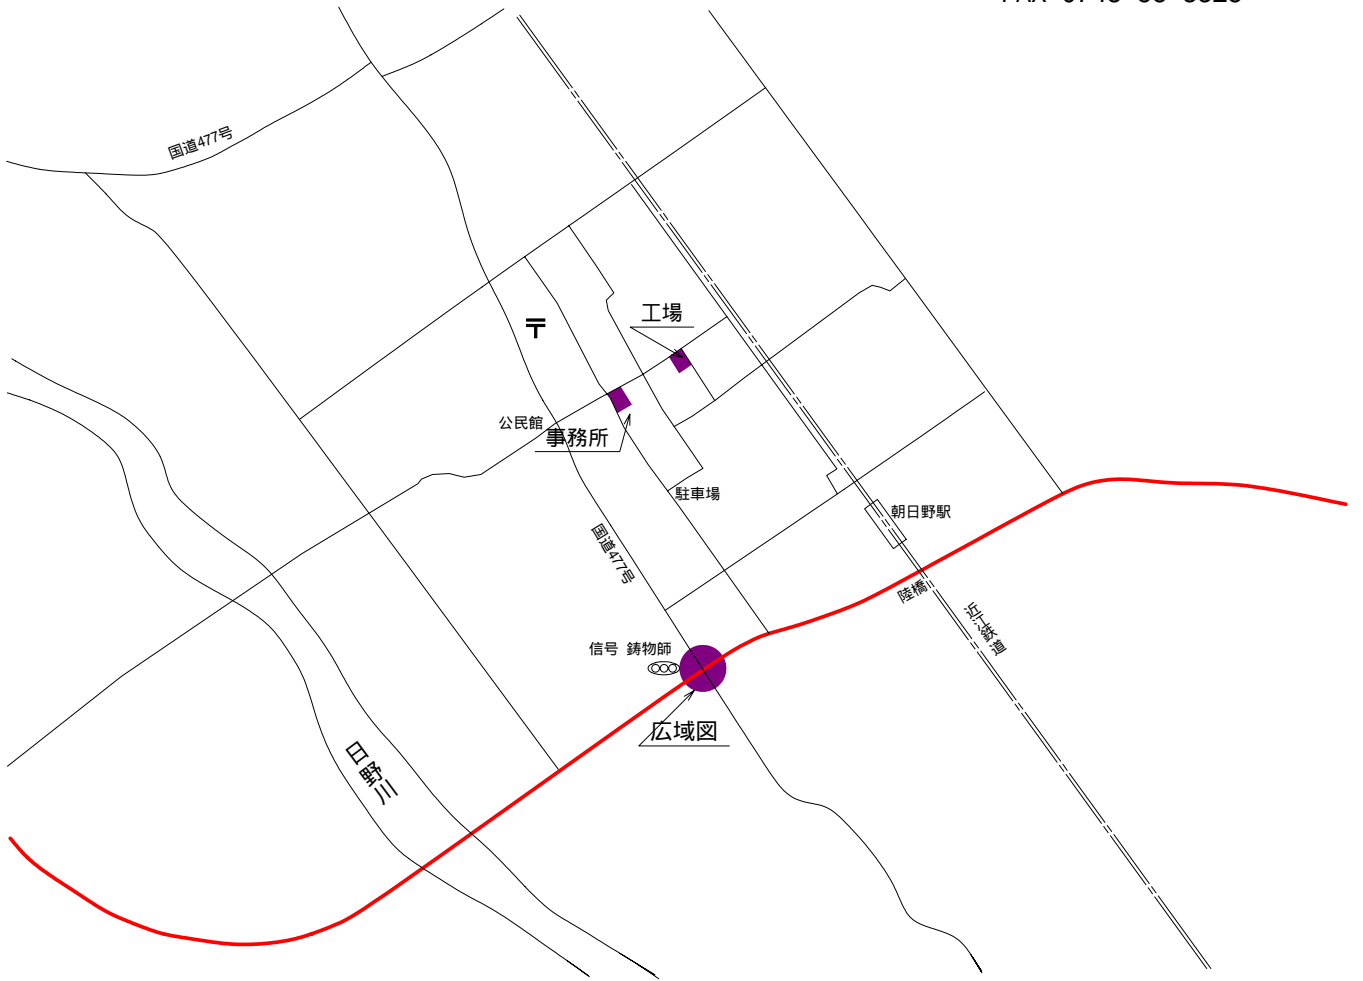 国道477号
工場
〒
公民館
事務所
駐車場
朝日野駅
国道477号
陸橋
近江鉄道
信号 鋳物師
広域図
日野川